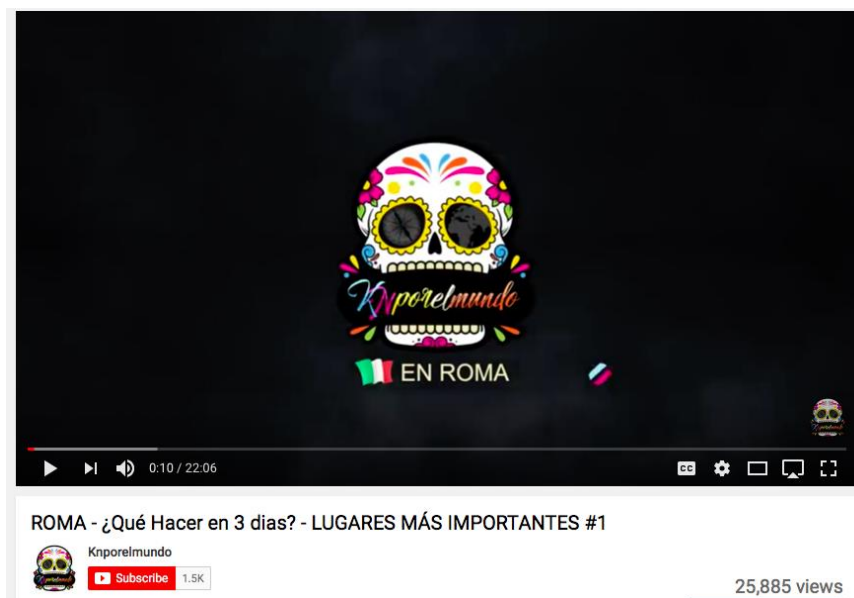 KNporelmundo
EN ROMA
0:10 / 22:06
CC
ROMA - ¿Qué Hacer en 3 dias? - LUGARES MÁS IMPORTANTES #1
Knporelmundo
Subscribe 1.5K
25,885 views